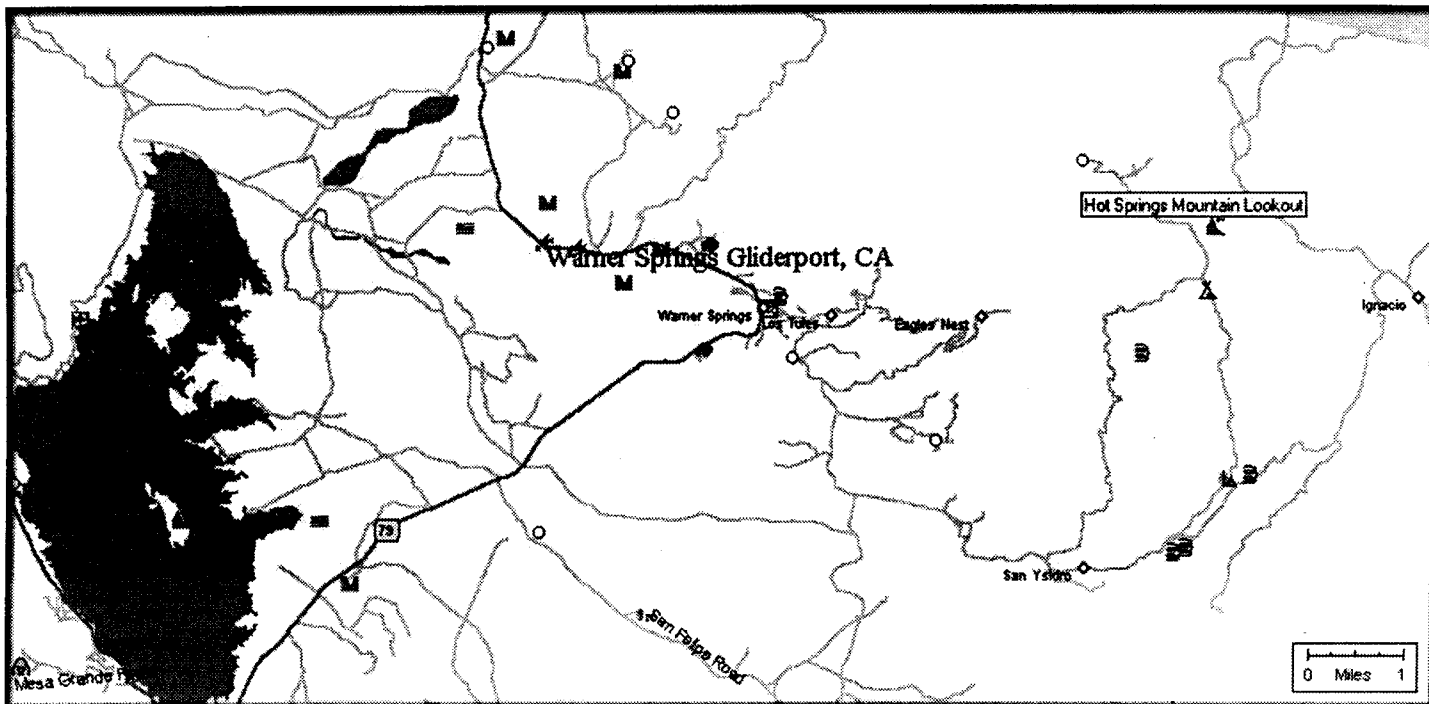 Hot Springs Mountain Lookout
Warner Springs Gliderport, CA
Ignacio
Warner Springs
Los Tules
Eagles Nest
79
San Ysidro
San Felipe Road
Mesa Grande
0 Miles 1